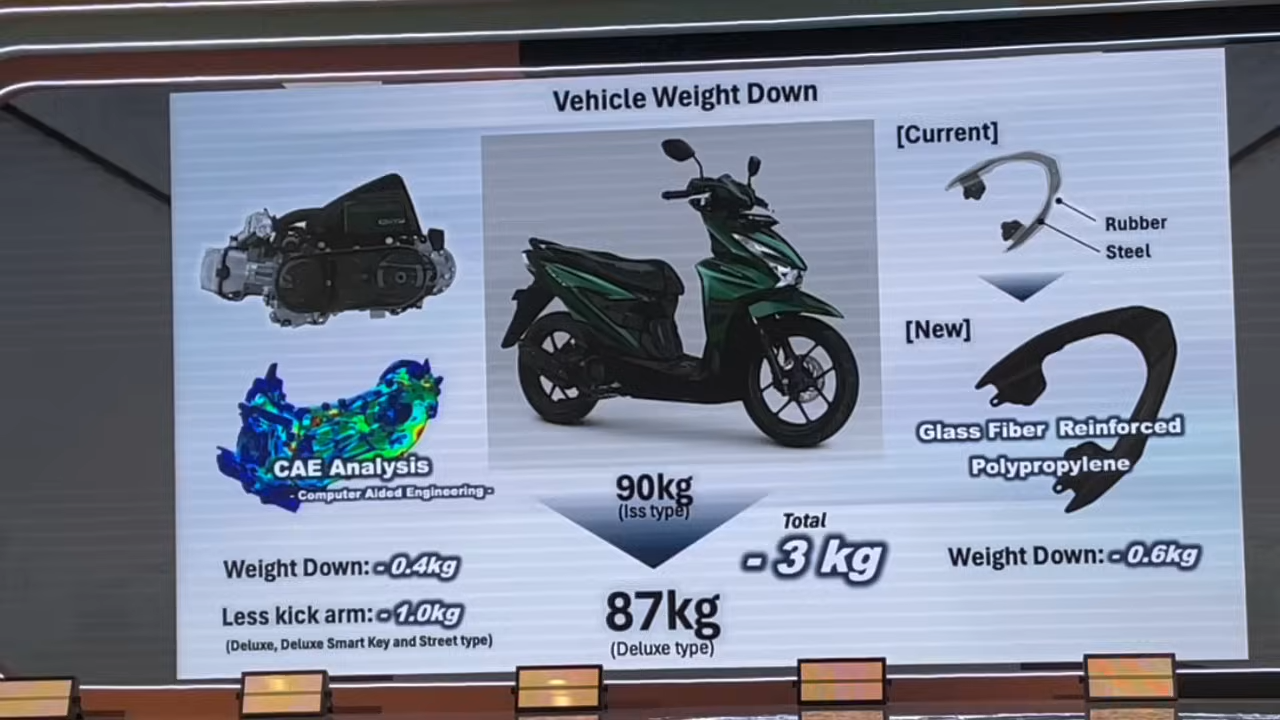 Vehicle Weight Down
[Current]
Rubber
Steel
[New]
Glass Fiber Reinforced
Polypropylene
Weight Down: - 0.6kg
CAE Analysis
- Computer Aided Engineering -
Weight Down: - 0.4kg
Less kick arm: - 1.0kg
(Deluxe, Deluxe Smart Key and Street type)
90kg
(Iss type)
Total
- 3 kg
87kg
(Deluxe type)